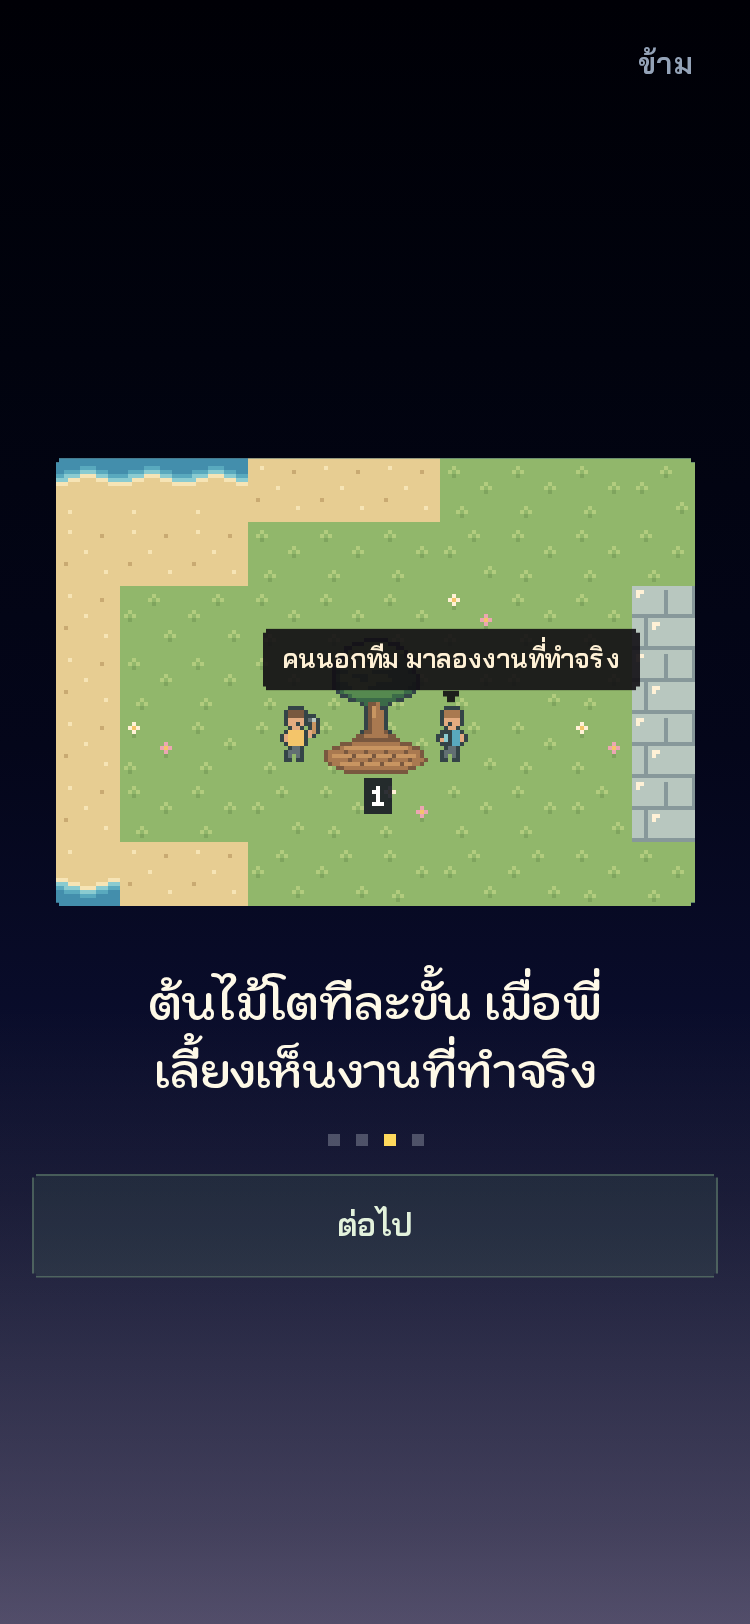 ข้าม
คนนอกทีม มาลองงานที่ทำจริง
1
ต้นไม้โตทีละขั้น เมื่อพี่
เลี้ยงเห็นงานที่ทำจริง
ต่อไป